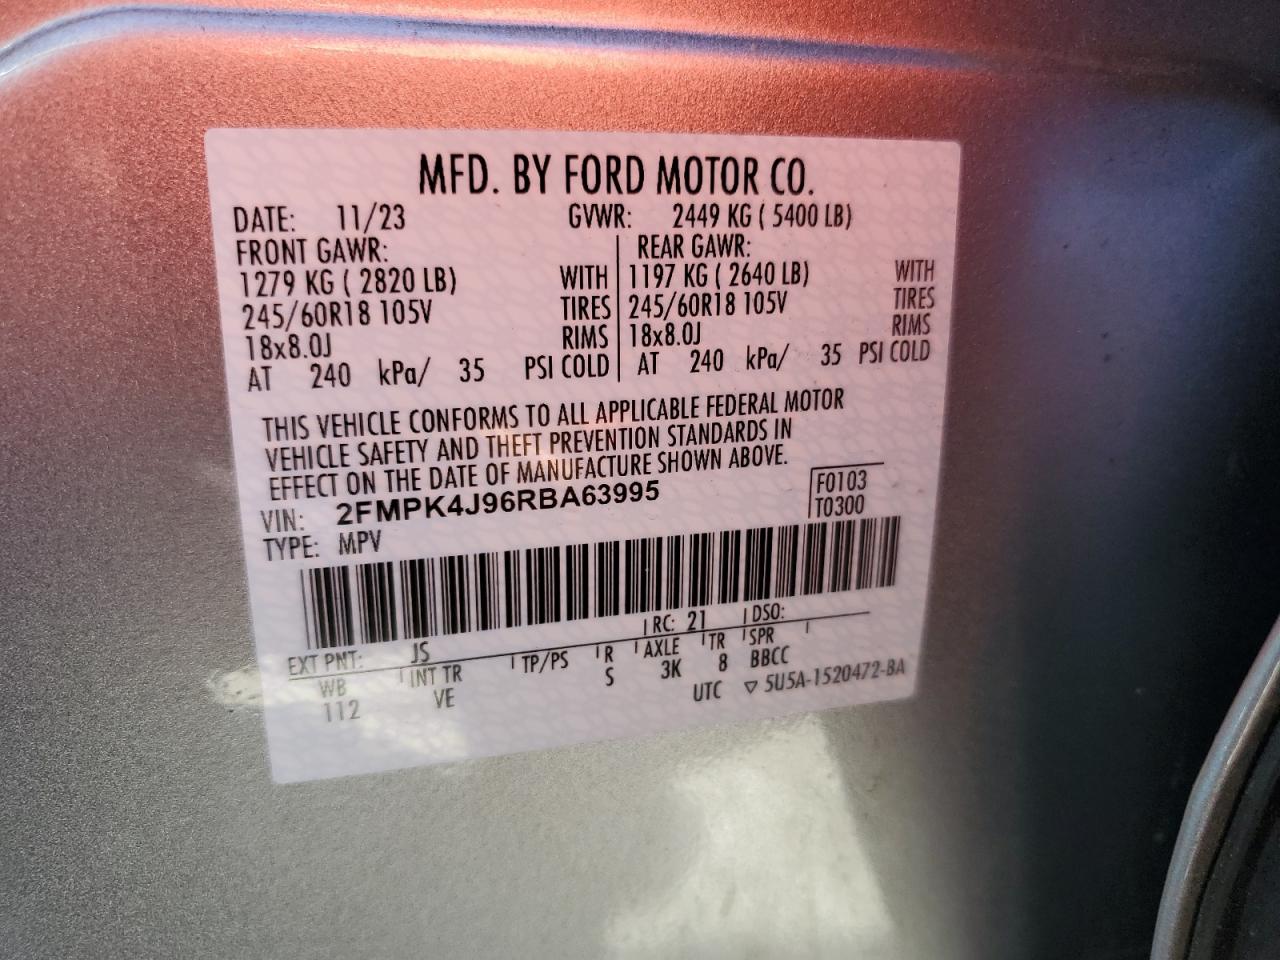 MFD. BY FORD MOTOR CO.
DATE: 11/23 GVWR: 2449 KG ( 5400 LB)
FRONT GAWR: REAR GAWR:
1279 KG ( 2820 LB) WITH 1197 KG ( 2640 LB) WITH
245/60R18 105V TIRES 245/60R18 105V TIRES
18x8.0J RIMS 18x8.0J RIMS
AT 240 kPa/ 35 PSI COLD AT 240 kPa/ 35 PSI COLD
THIS VEHICLE CONFORMS TO ALL APPLICABLE FEDERAL MOTOR
VEHICLE SAFETY AND THEFT PREVENTION STANDARDS IN
EFFECT ON THE DATE OF MANUFACTURE SHOWN ABOVE.
VIN: 2FMPK4J96RBA63995 F0103
TYPE: MPV T0300
EXT PNT: JS RC: 21 DSO:
WB INT TR TP/PS R AXLE TR SPR
112 VE S 3K 8 BBCC
UTC ▽ 5U5A-1520472-BA